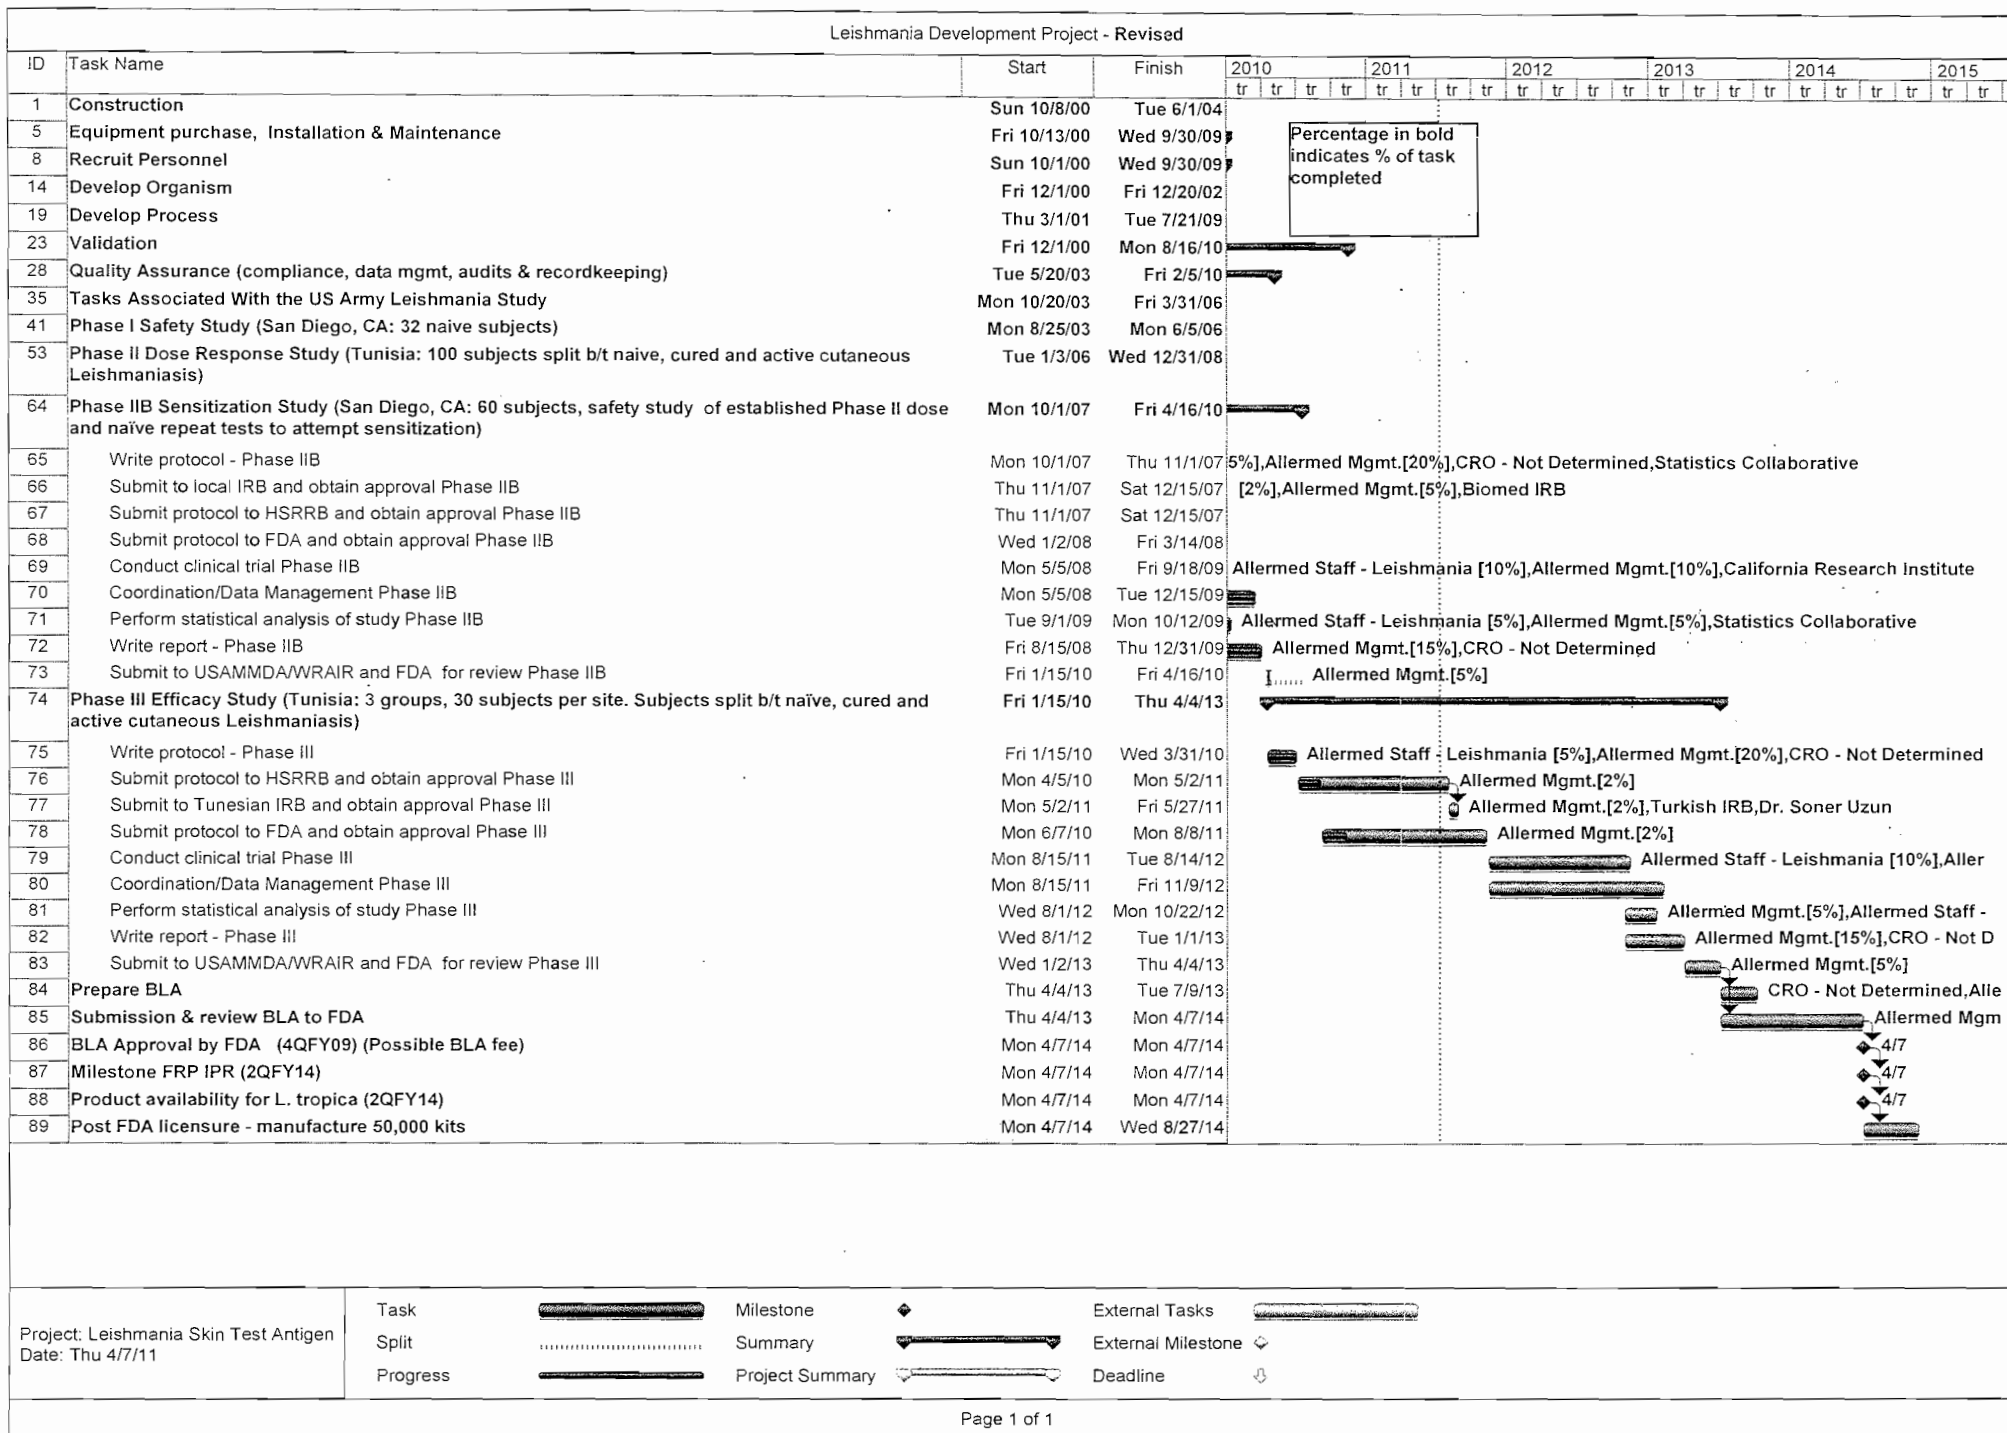 Leishmania Development Project - Revised
ID Task Name Start Finish 2010 2011 2012 2013 2014 2015
tr tr tr tr tr tr tr tr tr tr tr tr tr tr tr tr tr tr tr tr tr tr
1 Construction Sun 10/8/00 Tue 6/1/04
5 Equipment purchase, Installation & Maintenance Fri 10/13/00 Wed 9/30/09
8 Recruit Personnel Sun 10/1/00 Wed 9/30/09
14 Develop Organism Fri 12/1/00 Fri 12/20/02
19 Develop Process Thu 3/1/01 Tue 7/21/09
Percentage in bold
indicates % of task
completed
23 Validation Fri 12/1/00 Mon 8/16/10
28 Quality Assurance (compliance, data mgmt, audits & recordkeeping) Tue 5/20/03 Fri 2/5/10
35 Tasks Associated With the US Army Leishmania Study Mon 10/20/03 Fri 3/31/06
41 Phase I Safety Study (San Diego, CA: 32 naive subjects) Mon 8/25/03 Mon 6/5/06
53 Phase II Dose Response Study (Tunisia: 100 subjects split b/t naive, cured and active cutaneous Tue 1/3/06 Wed 12/31/08
Leishmaniasis)
64 Phase IIB Sensitization Study (San Diego, CA: 60 subjects, safety study of established Phase II dose Mon 10/1/07 Fri 4/16/10
and naïve repeat tests to attempt sensitization)
65 Write protocol - Phase IIB Mon 10/1/07 Thu 11/1/07 5%],Allermed Mgmt.[20%],CRO - Not Determined,Statistics Collaborative
66 Submit to local IRB and obtain approval Phase IIB Thu 11/1/07 Sat 12/15/07 [2%],Allermed Mgmt.[5%],Biomed IRB
67 Submit protocol to HSRRB and obtain approval Phase IIB Thu 11/1/07 Sat 12/15/07
68 Submit protocol to FDA and obtain approval Phase IIB Wed 1/2/08 Fri 3/14/08
69 Conduct clinical trial Phase IIB Mon 5/5/08 Fri 9/18/09 Allermed Staff - Leishmania [10%],Allermed Mgmt.[10%],California Research Institute
70 Coordination/Data Management Phase IIB Mon 5/5/08 Tue 12/15/09
71 Perform statistical analysis of study Phase IIB Tue 9/1/09 Mon 10/12/09 Allermed Staff - Leishmania [5%],Allermed Mgmt.[5%],Statistics Collaborative
72 Write report - Phase IIB Fri 8/15/08 Thu 12/31/09 Allermed Mgmt.[15%],CRO - Not Determined
73 Submit to USAMMDA/WRAIR and FDA for review Phase IIB Fri 1/15/10 Fri 4/16/10 Allermed Mgmt.[5%]
74 Phase III Efficacy Study (Tunisia: 3 groups, 30 subjects per site. Subjects split b/t naïve, cured and Fri 1/15/10 Thu 4/4/13
active cutaneous Leishmaniasis)
75 Write protocol - Phase III Fri 1/15/10 Wed 3/31/10 Allermed Staff - Leishmania [5%],Allermed Mgmt.[20%],CRO - Not Determined
76 Submit protocol to HSRRB and obtain approval Phase III Mon 4/5/10 Mon 5/2/11 Allermed Mgmt.[2%]
77 Submit to Tunesian IRB and obtain approval Phase III Mon 5/2/11 Fri 5/27/11 Allermed Mgmt.[2%],Turkish IRB,Dr. Soner Uzun
78 Submit protocol to FDA and obtain approval Phase III Mon 6/7/10 Mon 8/8/11 Allermed Mgmt.[2%]
79 Conduct clinical trial Phase III Mon 8/15/11 Tue 8/14/12 Allermed Staff - Leishmania [10%],Aller
80 Coordination/Data Management Phase III Mon 8/15/11 Fri 11/9/12
81 Perform statistical analysis of study Phase III Wed 8/1/12 Mon 10/22/12 Allermed Mgmt.[5%],Allermed Staff -
82 Write report - Phase III Wed 8/1/12 Tue 1/1/13 Allermed Mgmt.[15%],CRO - Not D
83 Submit to USAMMDA/WRAIR and FDA for review Phase III Wed 1/2/13 Thu 4/4/13 Allermed Mgmt.[5%]
84 Prepare BLA Thu 4/4/13 Tue 7/9/13 CRO - Not Determined,Alle
85 Submission & review BLA to FDA Thu 4/4/13 Mon 4/7/14 Allermed Mgm
86 BLA Approval by FDA (4QFY09) (Possible BLA fee) Mon 4/7/14 Mon 4/7/14 4/7
87 Milestone FRP IPR (2QFY14) Mon 4/7/14 Mon 4/7/14 4/7
88 Product availability for L. tropica (2QFY14) Mon 4/7/14 Mon 4/7/14 4/7
89 Post FDA licensure - manufacture 50,000 kits Mon 4/7/14 Wed 8/27/14
Project: Leishmania Skin Test Antigen
Date: Thu 4/7/11
Task Milestone External Tasks
Split Summary External Milestone
Progress Project Summary Deadline
Page 1 of 1